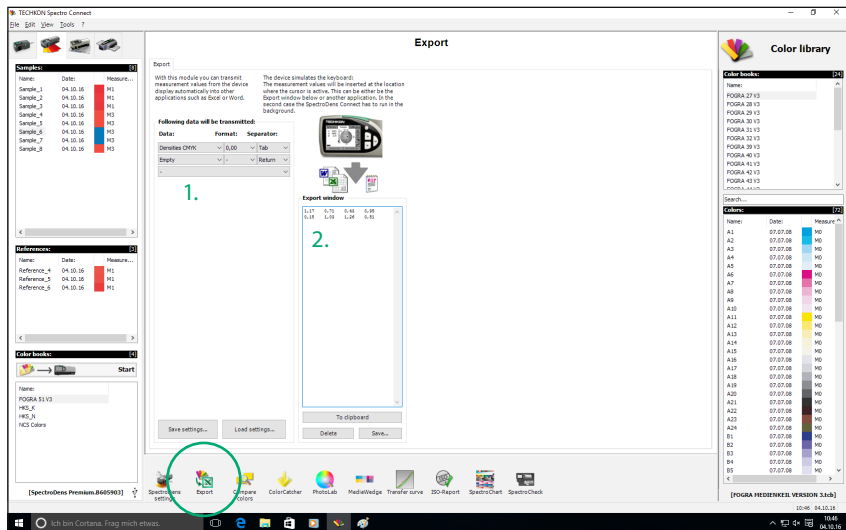 TECHKON Spectro Connect
File Edit View Tools ?
Export
Color library
Samples: [8]
Name: Date: Measure...
Sample_1 04.10.16 M1
Sample_2 04.10.16 M1
Sample_3 04.10.16 M1
Sample_4 04.10.16 M3
Sample_5 04.10.16 M3
Sample_6 04.10.16 M3
Sample_7 04.10.16 M3
Sample_8 04.10.16 M3
References: [3]
Name: Date: Measure...
Reference_4 04.10.16 M1
Reference_5 04.10.16 M1
Reference_6 04.10.16 M1
Color books: [4]
Start
Name:
FOGRA 51 V3
HKS_K
HKS_N
NCS Colors
[SpectroDens Premium.B605903]
Export
With this module you can transmit
measurement values from the device
display automatically into other
applications such as Excel or Word.
The device simulates the keyboard:
The measurement values will be inserted at the location
where the cursor is active. This can be either be the
Export window below or another application. In the
second case the SpectroDens Connect has to run in the
background.
Following data will be transmitted:
Data: Format: Separator:
Densities CMYK 0,00 Tab
Empty - Return
-
1.
TECHKON
Export window
1,17 0,71 0,43 0,95
2.
To clipboard
Save settings... Load settings... Delete Save...
SpectroDens
settings
Export
Compare
colors
ColorCatcher
PhotoLab
MediaWedge
Transfer curve
ISO-Report
SpectroChart
SpectroCheck
Color books: [24]
Name:
FOGRA 27 V3
FOGRA 28 V3
FOGRA 29 V3
FOGRA 30 V3
FOGRA 31 V3
FOGRA 32 V3
FOGRA 39 V3
FOGRA 40 V3
FOGRA 41 V3
FOGRA 42 V3
FOGRA 43 V3
Search...
Colors: [72]
Name: Date: Measure
A1 07.07.08 M0
A2 07.07.08 M0
A3 07.07.08 M0
A4 07.07.08 M0
A5 07.07.08 M0
A6 07.07.08 M0
A7 07.07.08 M0
A8 07.07.08 M0
A9 07.07.08 M0
A10 07.07.08 M0
A11 07.07.08 M0
A12 07.07.08 M0
A13 07.07.08 M0
A14 07.07.08 M0
A15 07.07.08 M0
A16 07.07.08 M0
A17 07.07.08 M0
A18 07.07.08 M0
A19 07.07.08 M0
A20 07.07.08 M0
A21 07.07.08 M0
A22 07.07.08 M0
A23 07.07.08 M0
A24 07.07.08 M0
B1 07.07.08 M0
B2 07.07.08 M0
B3 07.07.08 M0
B4 07.07.08 M0
B5 07.07.08 M0
[FOGRA MEDIENKEIL VERSION 3.tcb]
10:46 04.10.16
Ich bin Cortana. Frag mich etwas.
10:46
04.10.16